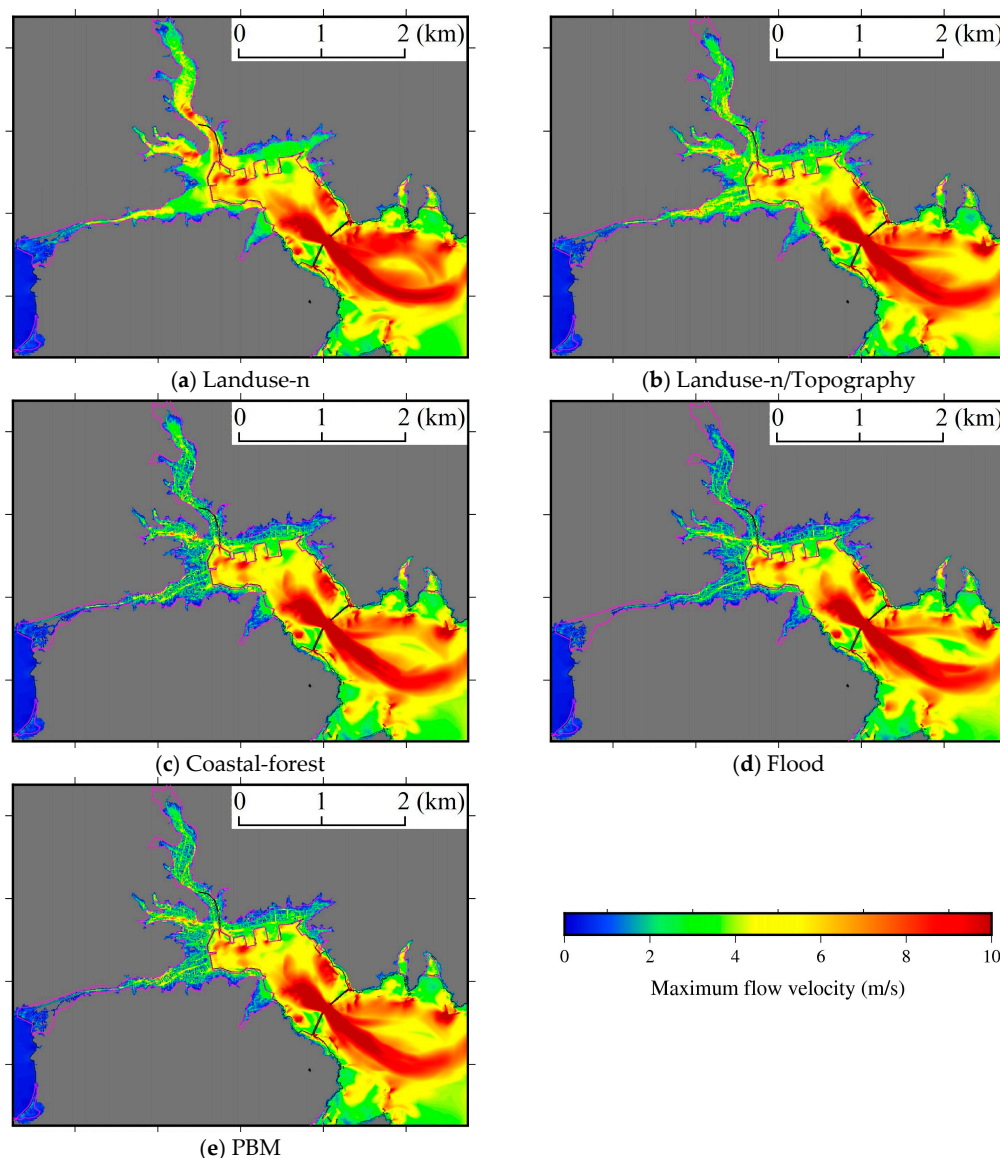 0 1 2 (km)
0 1 2 (km)
(a) Landuse-n
(b) Landuse-n/Topography
0 1 2 (km)
0 1 2 (km)
(c) Coastal-forest
(d) Flood
0 1 2 (km)
0 2 4 6 8 10
Maximum flow velocity (m/s)
(e) PBM